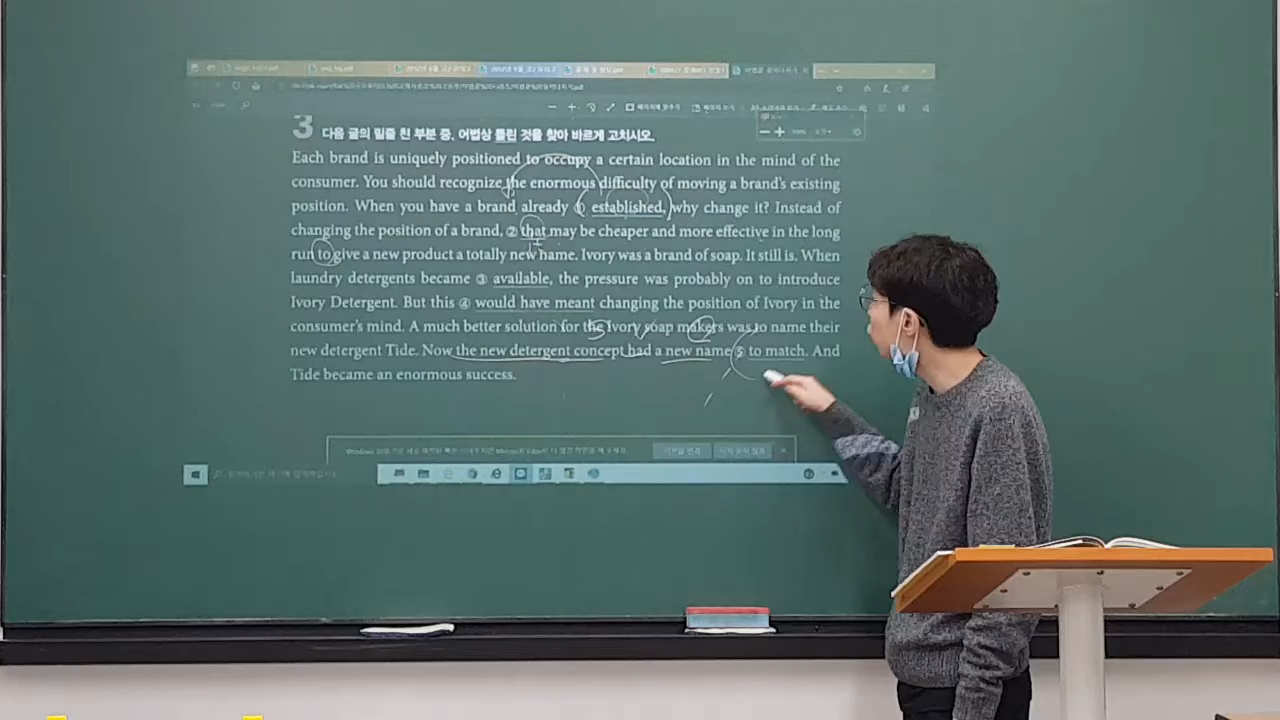 3 다음 글의 밑줄 친 부분 중, 어법상 틀린 것을 찾아 바르게 고치시오.
Each brand is uniquely positioned to occupy a certain location in the mind of the
consumer. You should recognize the enormous difficulty of moving a brand's existing
position. When you have a brand already ① established, why change it? Instead of
changing the position of a brand, ② that may be cheaper and more effective in the long
run to give a new product a totally new name. Ivory was a brand of soap. It still is. When
laundry detergents became ③ available, the pressure was probably on to introduce
Ivory Detergent. But this ④ would have meant changing the position of Ivory in the
consumer's mind. A much better solution for the Ivory soap makers was to name their
new detergent Tide. Now the new detergent concept had a new name ⑤ to match. And
Tide became an enormous success.